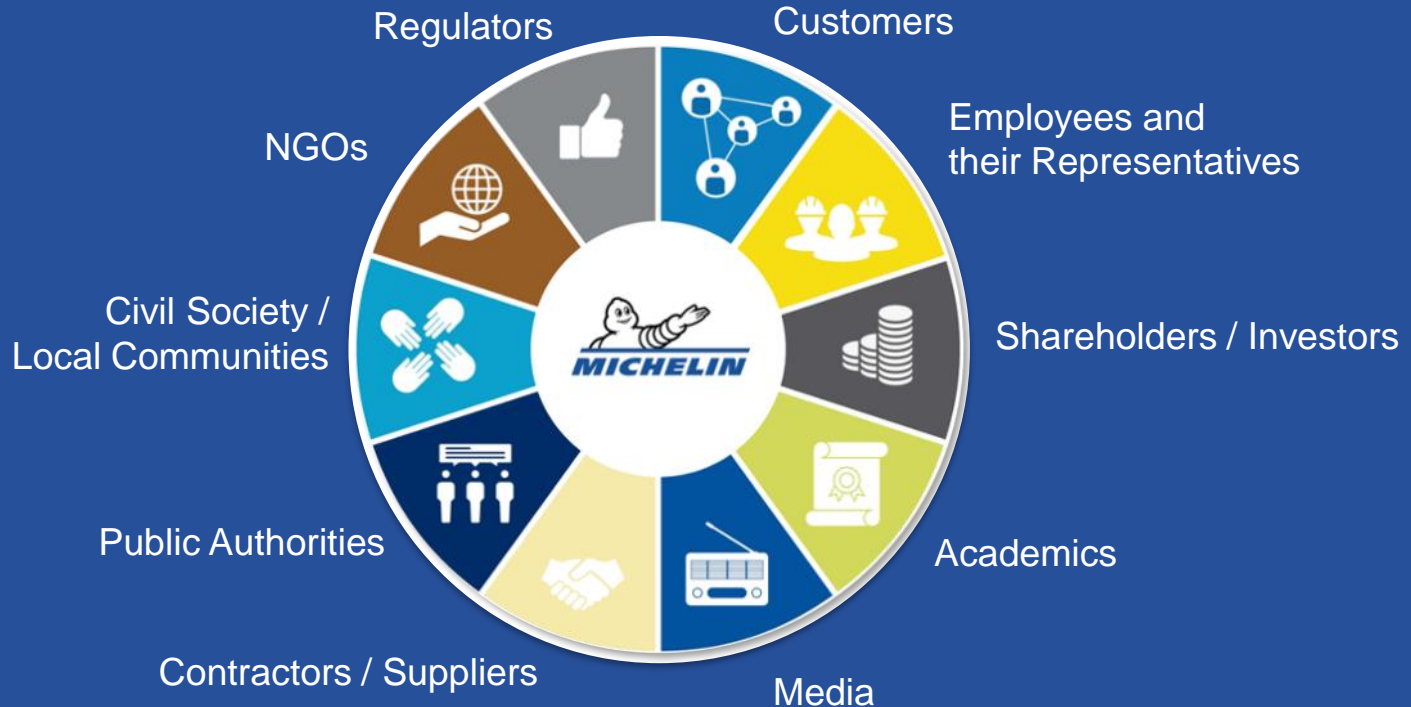 Regulators
Customers
NGOs
Employees and
their Representatives
Civil Society /
Local Communities
MICHELIN
Shareholders / Investors
Public Authorities
Academics
Contractors / Suppliers
Media